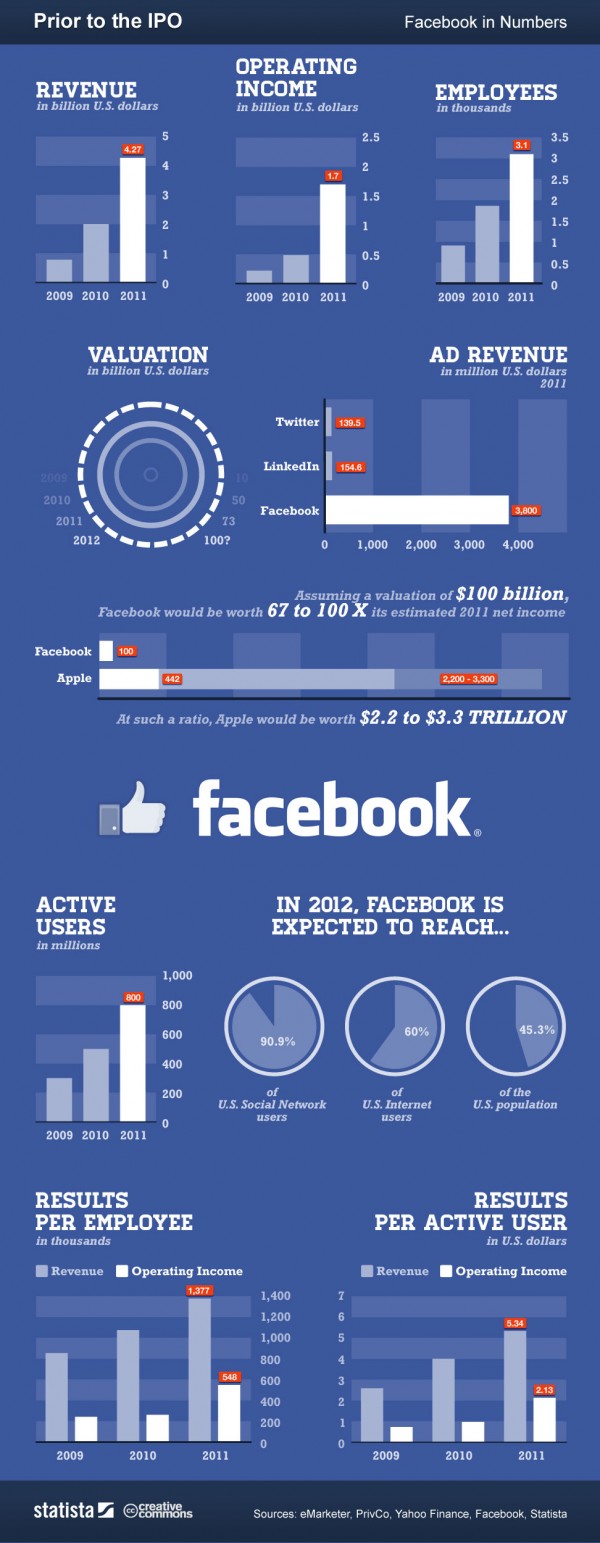 Prior to the IPO
Facebook in Numbers
REVENUE
in billion U.S. dollars
5
4
3
2
1
0
4.27
2009 2010 2011
OPERATING
INCOME
in billion U.S. dollars
2.5
2
1.5
1
0.5
0
1.7
2009 2010 2011
EMPLOYEES
in thousands
3.5
3
2.5
2
1.5
1
0.5
0
3.1
2009 2010 2011
VALUATION
in billion U.S. dollars
2009 10
2010 50
2011 73
2012 100?
AD REVENUE
in million U.S. dollars
2011
Twitter 139.5
LinkedIn 154.6
Facebook 3,800
0 1,000 2,000 3,000 4,000
Assuming a valuation of $100 billion,
Facebook would be worth 67 to 100 X its estimated 2011 net income
Facebook 100
Apple 442 2,200 - 3,300
At such a ratio, Apple would be worth $2.2 to $3.3 TRILLION
facebook®
ACTIVE
USERS
in millions
1,000
800
600
400
200
0
800
2009 2010 2011
IN 2012, FACEBOOK IS
EXPECTED TO REACH...
90.9%
of
U.S. Social Network
users
60%
of
U.S. Internet
users
45.3%
of the
U.S. population
RESULTS
PER EMPLOYEE
in thousands
Revenue Operating Income
1,377
548
1,400
1,200
1,000
800
600
400
200
0
2009 2010 2011
RESULTS
PER ACTIVE USER
in U.S. dollars
Revenue Operating Income
7
6
5
4
3
2
1
0
5.34
2.13
2009 2010 2011
statista
cc creative
commons
Sources: eMarketer, PrivCo, Yahoo Finance, Facebook, Statista